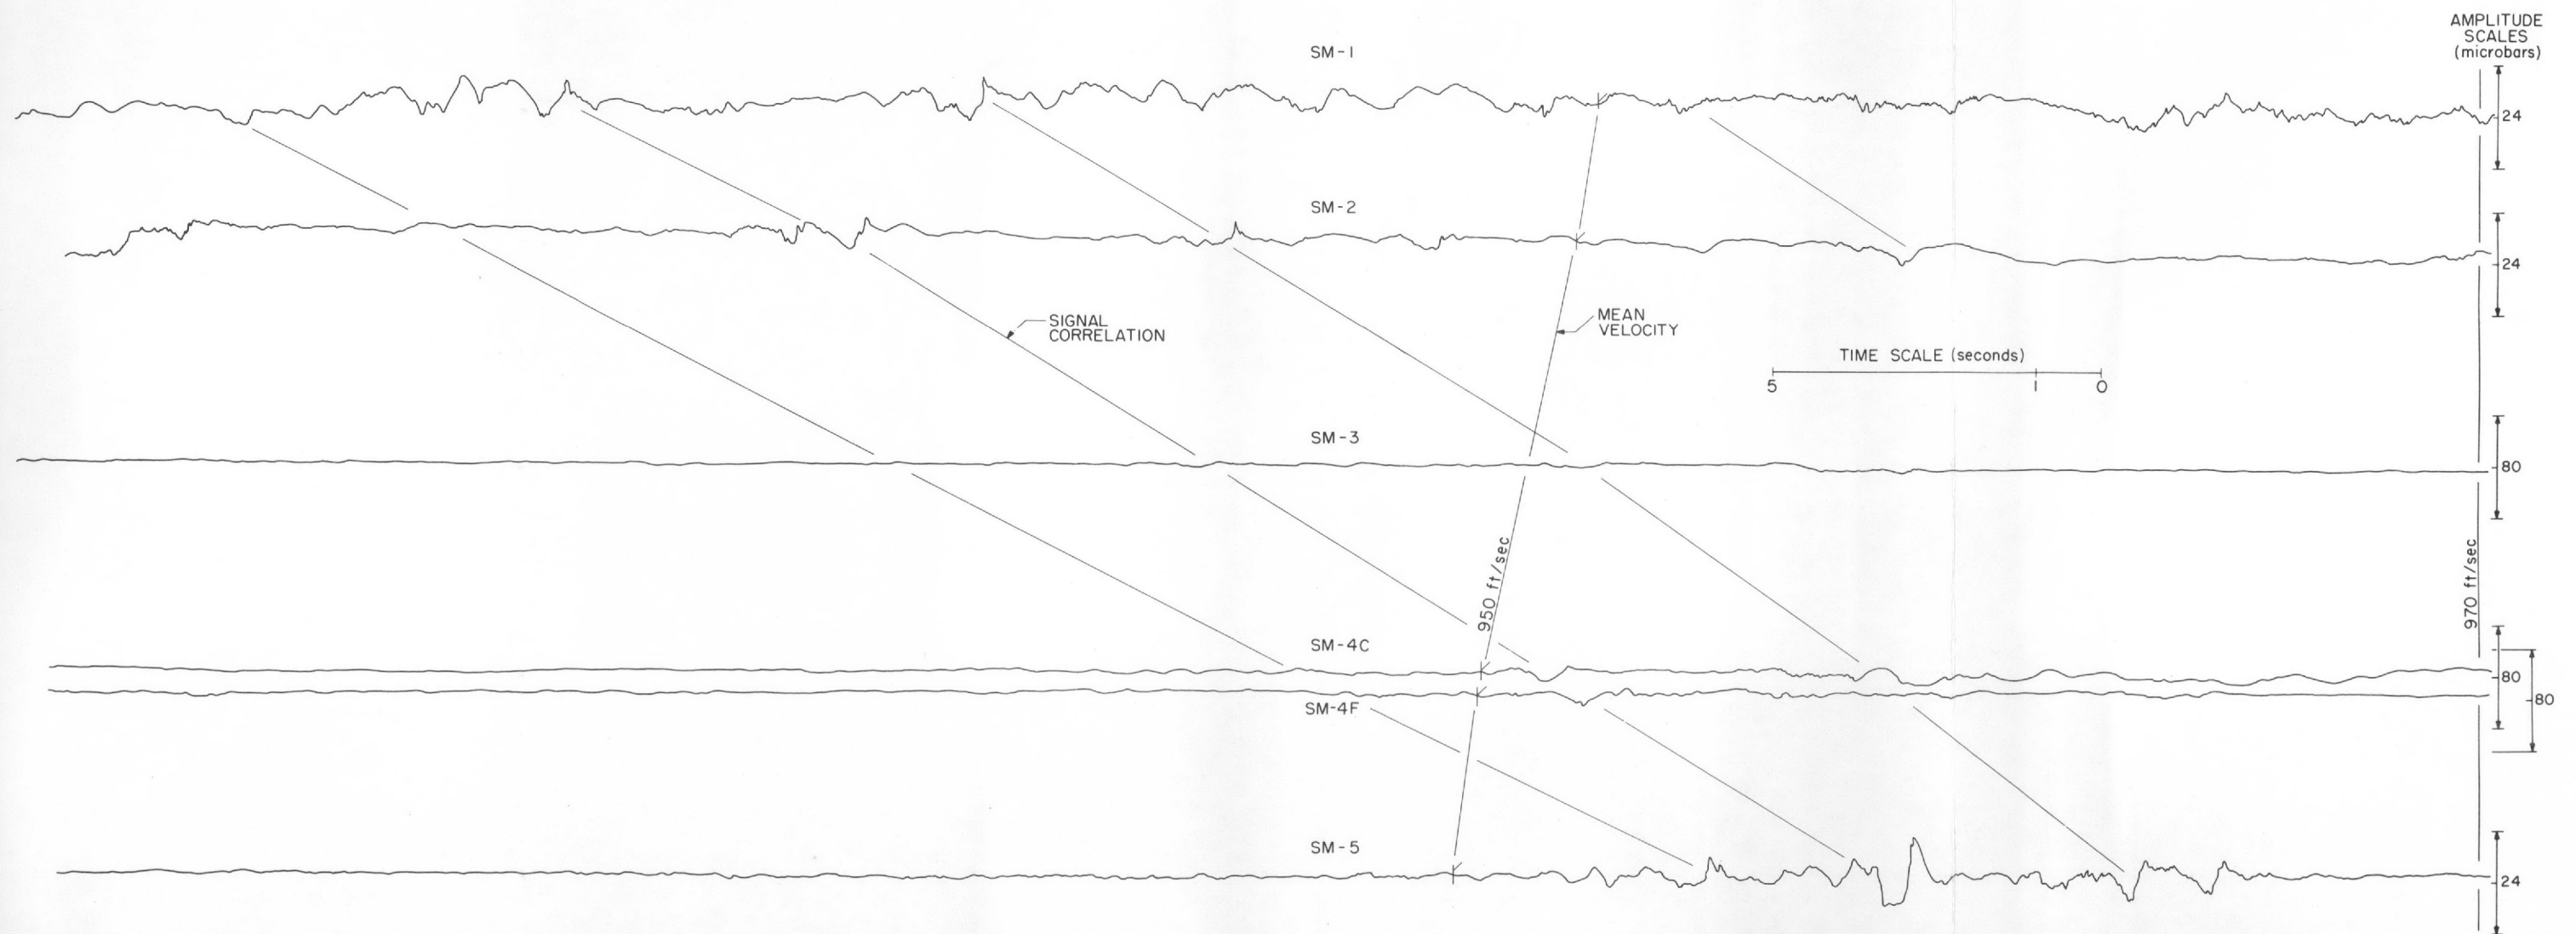 AMPLITUDE
SCALES
(microbars)
SM-1
24
SM-2
24
SIGNAL
CORRELATION
MEAN
VELOCITY
TIME SCALE (seconds)
5 1 0
SM-3
80
950 ft/sec
970 ft/sec
SM-4C
80
80
SM-4F
SM-5
24